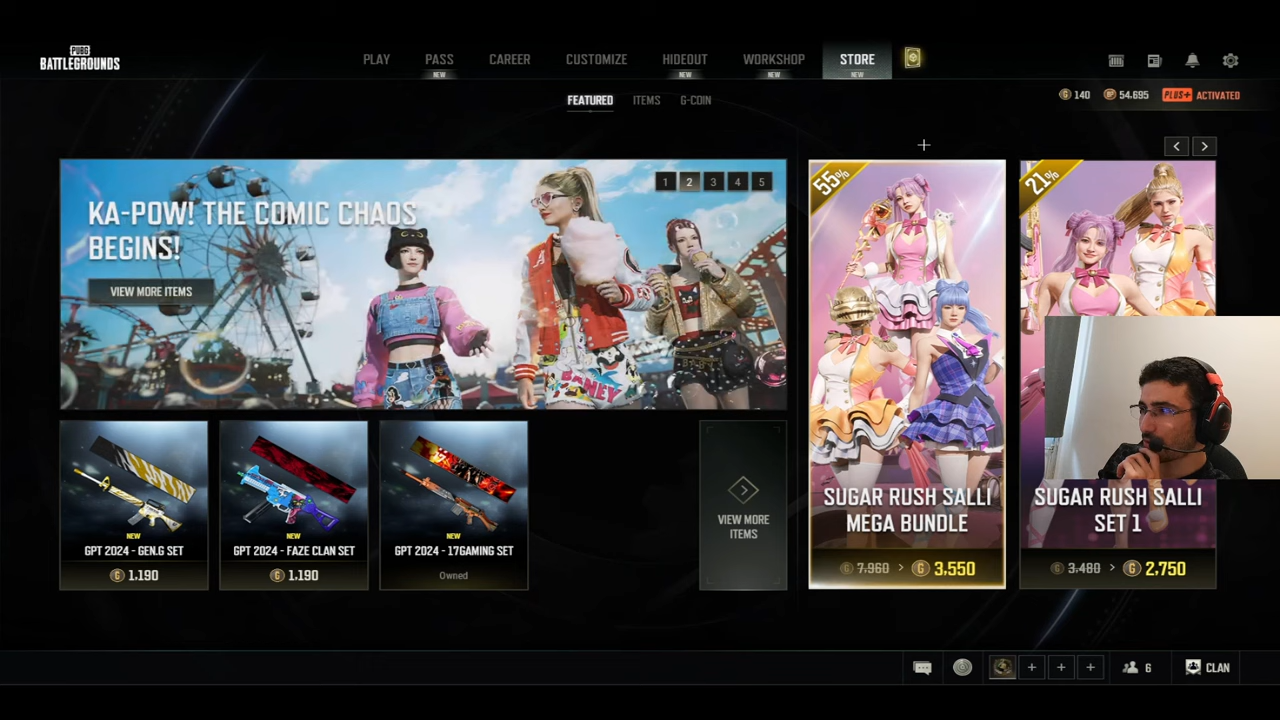 PUBG
BATTLEGROUNDS
PLAY
PASS
NEW
CAREER
CUSTOMIZE
HIDEOUT
NEW
WORKSHOP
NEW
STORE
NEW
FEATURED
ITEMS
G-COIN
G 140
BP 54,695
PLUS+ ACTIVATED
KA-POW! THE COMIC CHAOS
BEGINS!
VIEW MORE ITEMS
1 2 3 4 5
NEW
GPT 2024 - GEN.G SET
G 1,190
NEW
GPT 2024 - FAZE CLAN SET
G 1,190
NEW
GPT 2024 - 17GAMING SET
Owned
VIEW MORE
ITEMS
55%
SUGAR RUSH SALLI
MEGA BUNDLE
G 7,960 > G 3,550
21%
SUGAR RUSH SALLI
SET 1
G 3,480 > G 2,750
6
CLAN